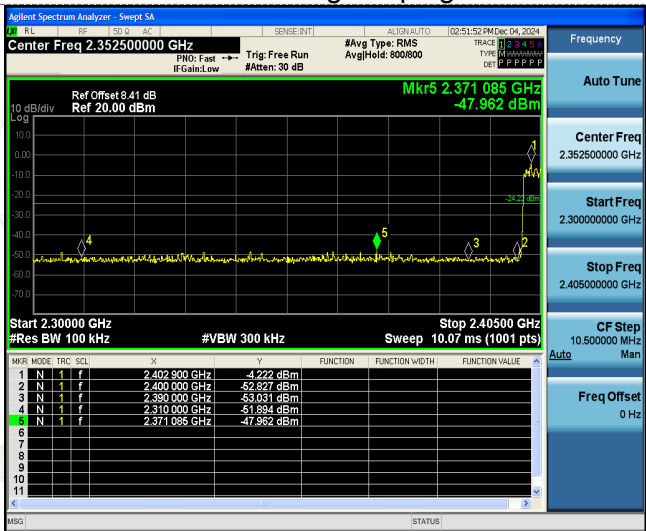 Agilent Spectrum Analyzer - Swept SA
RL RF 50 Ω AC SENSE:INT ALIGNAUTO 02:51:52 PM Dec 04, 2024
Center Freq 2.352500000 GHz
PNO: Fast
IFGain:Low
Trig: Free Run
#Atten: 30 dB
#Avg Type: RMS
Avg|Hold: 800/800
TRACE 1 2 3 4 5 6
TYPE M
DET P P P P P P
Frequency
Auto Tune
Center Freq
2.352500000 GHz
Start Freq
2.300000000 GHz
Stop Freq
2.405000000 GHz
CF Step
10.500000 MHz
Auto Man
Freq Offset
0 Hz
Mkr5 2.371 085 GHz
-47.962 dBm
Ref Offset 8.41 dB
10 dB/div Ref 20.00 dBm
Log
10.0
0.00
-10.0
-20.0
-30.0
-40.0
-50.0
-60.0
-70.0
1
-24.22 dBm
4
5
3
2
Start 2.30000 GHz Stop 2.40500 GHz
#Res BW 100 kHz #VBW 300 kHz Sweep 10.07 ms (1001 pts)
MKR MODE TRC SCL X Y FUNCTION FUNCTION WIDTH FUNCTION VALUE
1 N 1 f 2.402 900 GHz -4.222 dBm
2 N 1 f 2.400 000 GHz -52.827 dBm
3 N 1 f 2.390 000 GHz -53.031 dBm
4 N 1 f 2.310 000 GHz -51.894 dBm
5 N 1 f 2.371 085 GHz -47.962 dBm
6
7
8
9
10
11
MSG STATUS